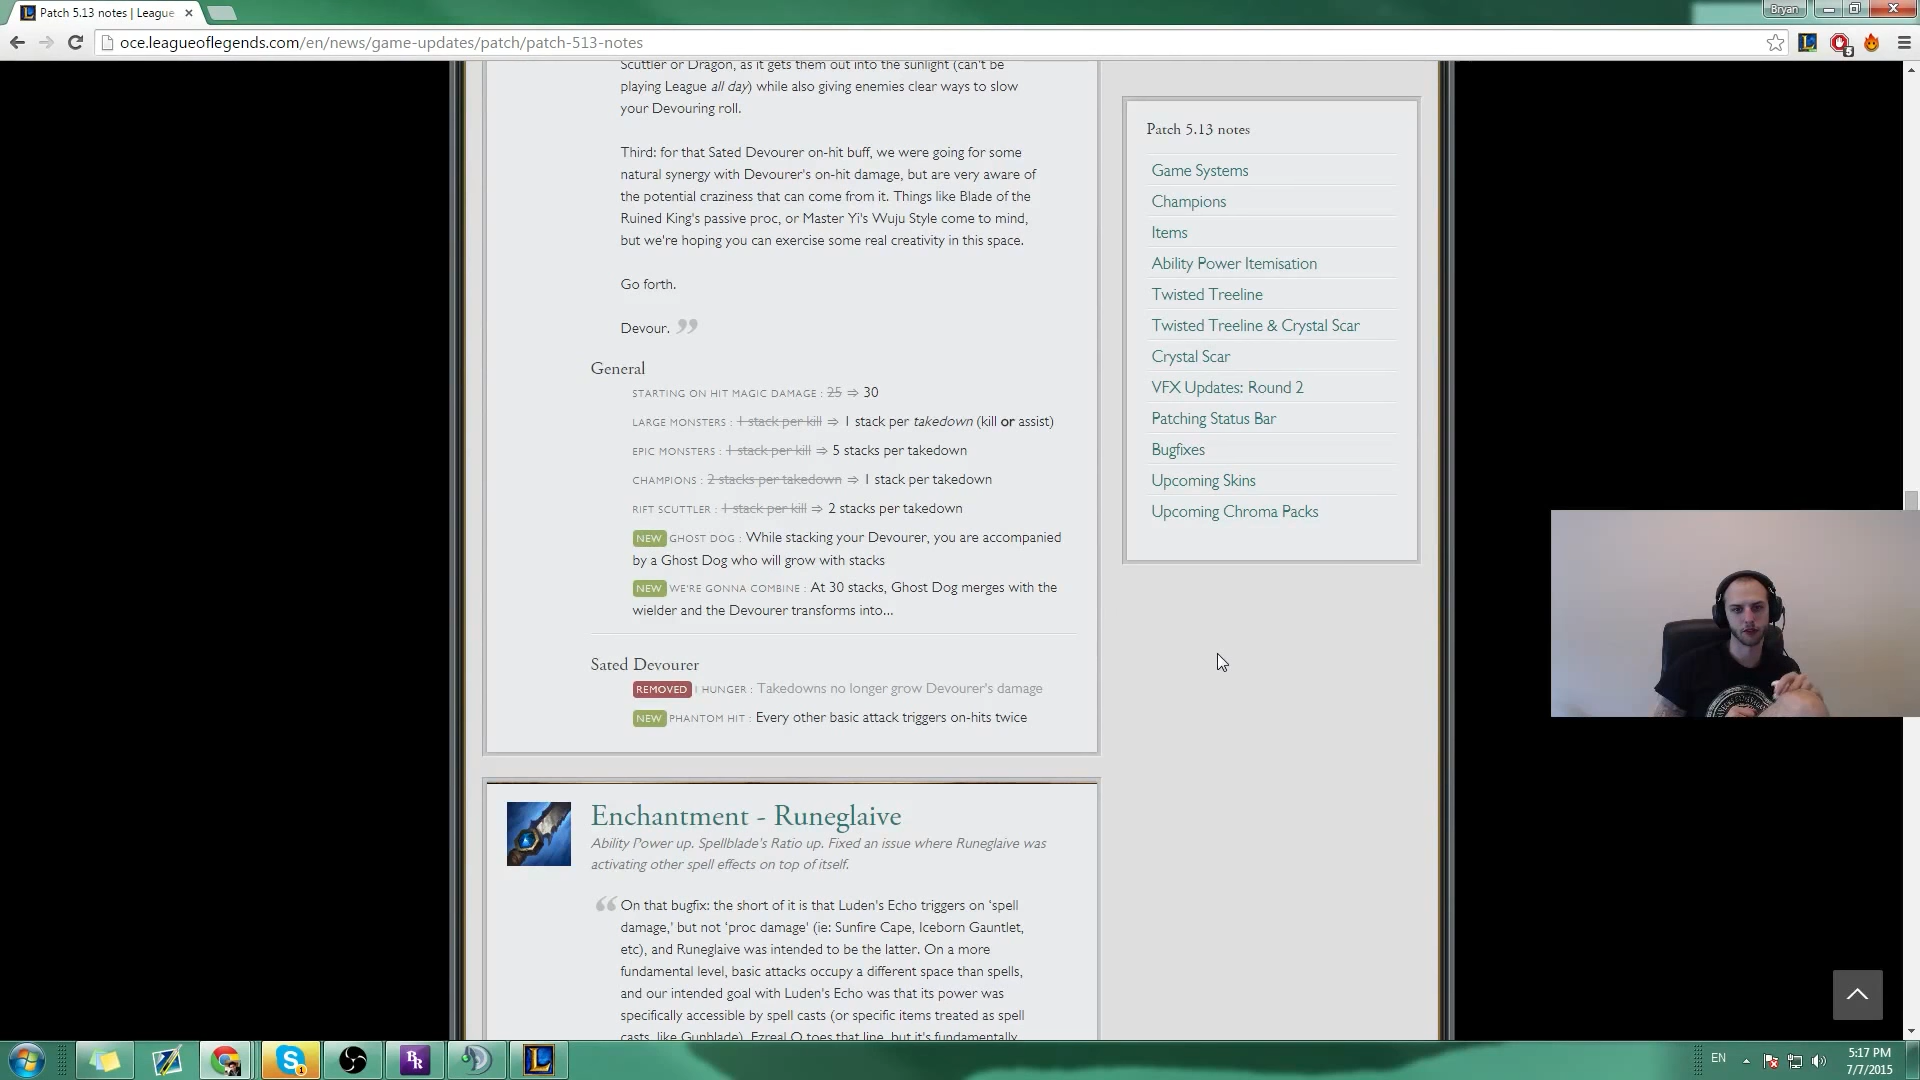 Patch 5.13 notes | League
Bryan
oce.leagueoflegends.com/en/news/game-updates/patch/patch-513-notes
Scuttler or Dragon, as it gets them out into the sunlight (can't be
playing League all day) while also giving enemies clear ways to slow
your Devouring roll.
Third: for that Sated Devourer on-hit buff, we were going for some
natural synergy with Devourer's on-hit damage, but are very aware of
the potential craziness that can come from it. Things like Blade of the
Ruined King's passive proc, or Master Yi's Wuju Style come to mind,
but we're hoping you can exercise some real creativity in this space.
Go forth.
Devour. ”
General
STARTING ON HIT MAGIC DAMAGE : 25 ⇒ 30
LARGE MONSTERS : 1 stack per kill ⇒ 1 stack per takedown (kill or assist)
EPIC MONSTERS : 1 stack per kill ⇒ 5 stacks per takedown
CHAMPIONS : 2 stacks per takedown ⇒ 1 stack per takedown
RIFT SCUTTLER : 1 stack per kill ⇒ 2 stacks per takedown
NEW GHOST DOG : While stacking your Devourer, you are accompanied
by a Ghost Dog who will grow with stacks
NEW WE'RE GONNA COMBINE : At 30 stacks, Ghost Dog merges with the
wielder and the Devourer transforms into...
Sated Devourer
REMOVED I HUNGER : Takedowns no longer grow Devourer's damage
NEW PHANTOM HIT : Every other basic attack triggers on-hits twice
Enchantment - Runeglaive
Ability Power up. Spellblade's Ratio up. Fixed an issue where Runeglaive was
activating other spell effects on top of itself.
“ On that bugfix: the short of it is that Luden's Echo triggers on 'spell
damage,' but not 'proc damage' (ie: Sunfire Cape, Iceborn Gauntlet,
etc), and Runeglaive was intended to be the latter. On a more
fundamental level, basic attacks occupy a different space than spells,
and our intended goal with Luden's Echo was that its power was
specifically accessible by spell casts (or specific items treated as spell
casts, like Gunblade). Ezreal Q toes that line, but it's fundamentally
Patch 5.13 notes
Game Systems
Champions
Items
Ability Power Itemisation
Twisted Treeline
Twisted Treeline & Crystal Scar
Crystal Scar
VFX Updates: Round 2
Patching Status Bar
Bugfixes
Upcoming Skins
Upcoming Chroma Packs
EN
5:17 PM
7/7/2015